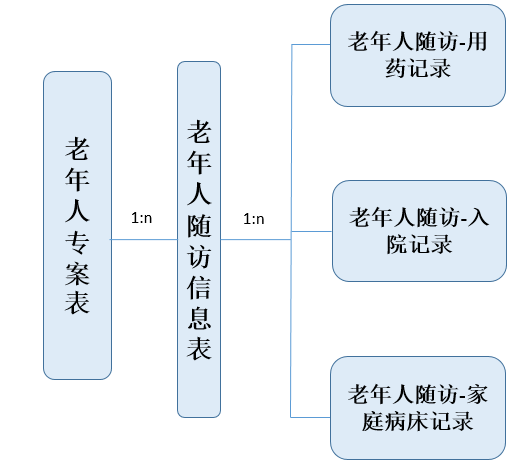 老年人专案表
1:n
老年人随访信息表
1:n
老年人随访-用
药记录
老年人随访-入
院记录
老年人随访-家
庭病床记录